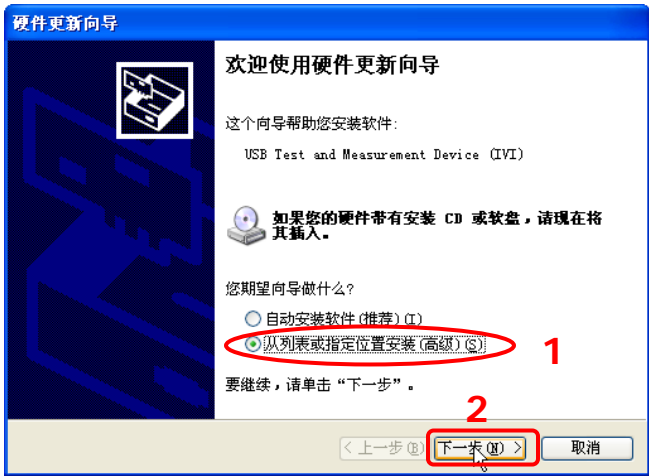 硬件更新向导
欢迎使用硬件更新向导
这个向导帮助您安装软件:
USB Test and Measurement Device (IVI)
如果您的硬件带有安装 CD 或软盘，请现在将
其插入。
您期望向导做什么?
自动安装软件(推荐)(I)
从列表或指定位置安装(高级)(S)
1
要继续，请单击“下一步”。
2
< 上一步(B)
下一步(N) >
取消